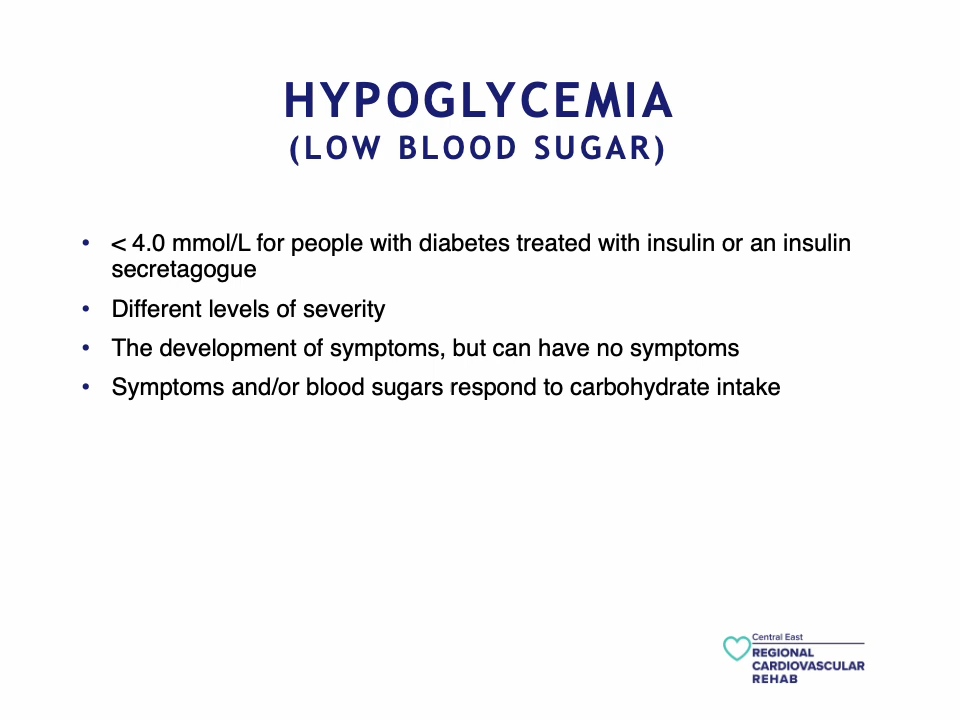 HYPOGLYCEMIA
(LOW BLOOD SUGAR)
• < 4.0 mmol/L for people with diabetes treated with insulin or an insulin
secretagogue
• Different levels of severity
• The development of symptoms, but can have no symptoms
• Symptoms and/or blood sugars respond to carbohydrate intake
Central East
REGIONAL
CARDIOVASCULAR
REHAB